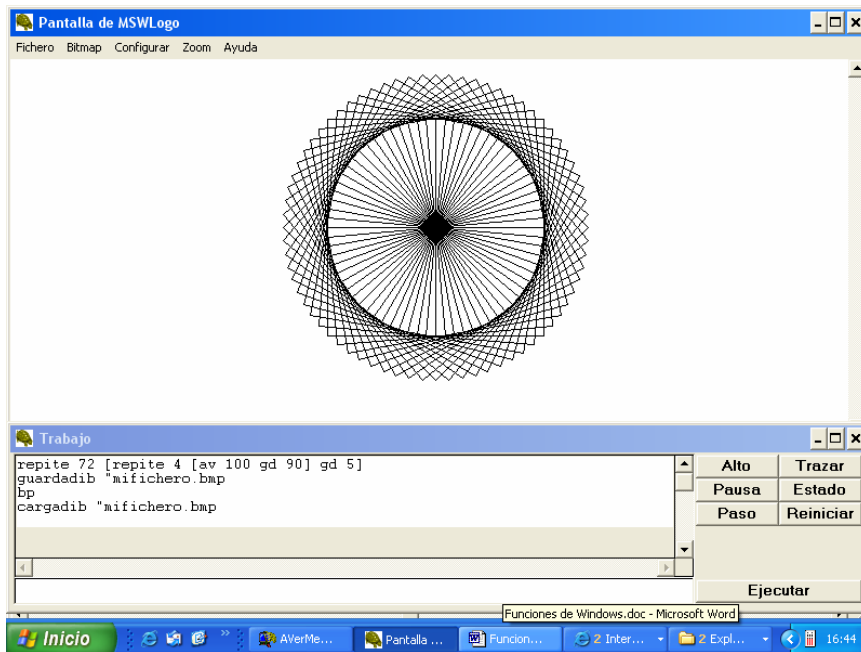 Pantalla de MSWLogo
Fichero Bitmap Configurar Zoom Ayuda
Trabajo
repite 72 [repite 4 [av 100 gd 90] gd 5]
guardadib "mifichero.bmp
bp
cargadib "mifichero.bmp
Alto Trazar
Pausa Estado
Paso Reiniciar
Ejecutar
Funciones de Windows.doc - Microsoft Word
Inicio » AVerMe... Pantalla ... Funcion... 2 Inter... 2 Expl... 16:44